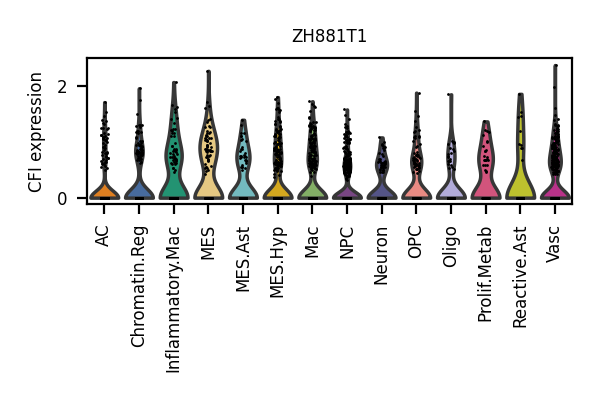 ZH881T1
CFI expression
2
0
AC
Chromatin.Reg
Inflammatory.Mac
MES
MES.Ast
MES.Hyp
Mac
NPC
Neuron
OPC
Oligo
Prolif.Metab
Reactive.Ast
Vasc